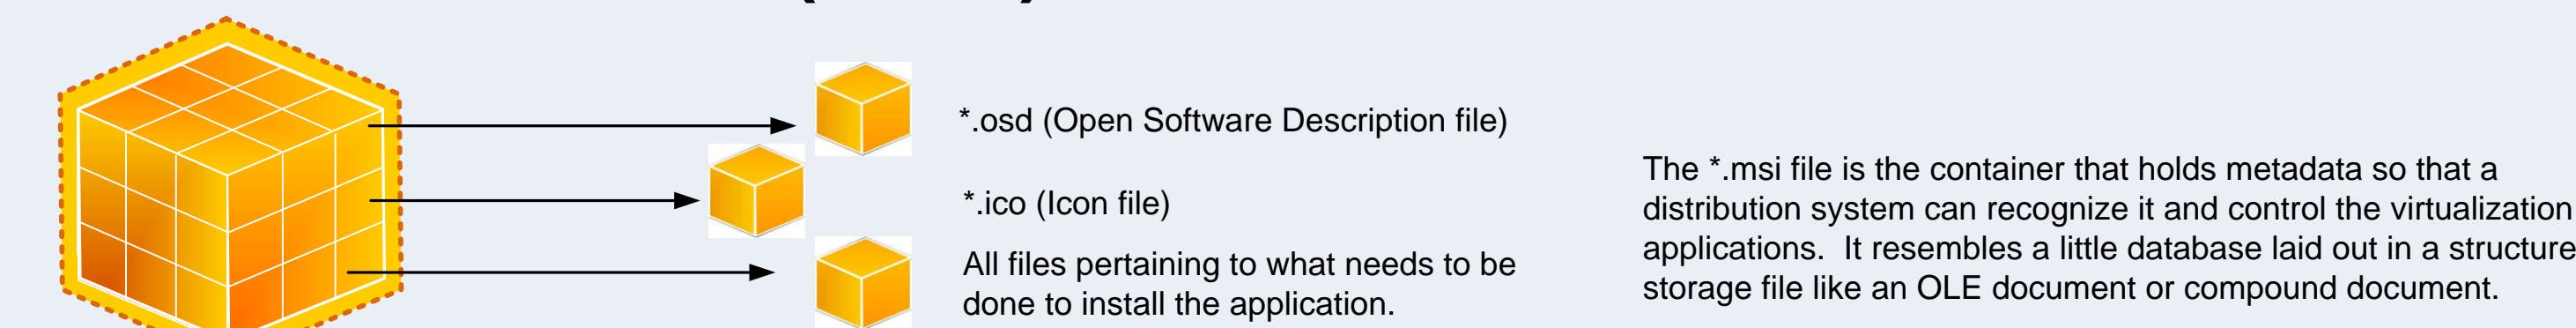 *.osd (Open Software Description file)
*.ico (Icon file)
All files pertaining to what needs to be
done to install the application.
The *.msi file is the container that holds metadata so that a
distribution system can recognize it and control the virtualization
applications.  It resembles a little database laid out in a structure
storage file like an OLE document or compound document.